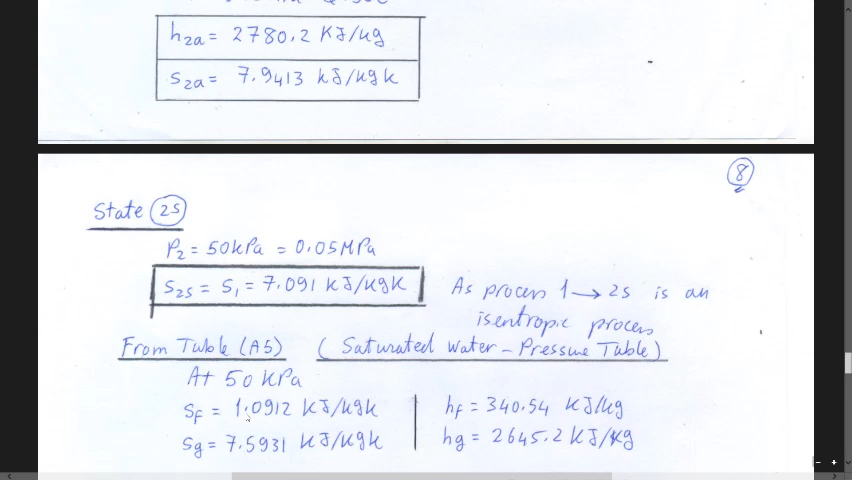 h2a = 2780.2 KJ/kg
s2a = 7.9413 kJ/kgk
8
State 2s
P2 = 50kPa = 0.05MPa
s2s = s1 = 7.091 KJ/kgk
As process 1 → 2s is an
isentropic process
From Table (A5) (Saturated water - Pressure Table)
At 50 KPa
sf = 1.0912 KJ/kgk
hf = 340.54 KJ/kg
sg = 7.5931 KJ/kgk
hg = 2645.2 KJ/kg